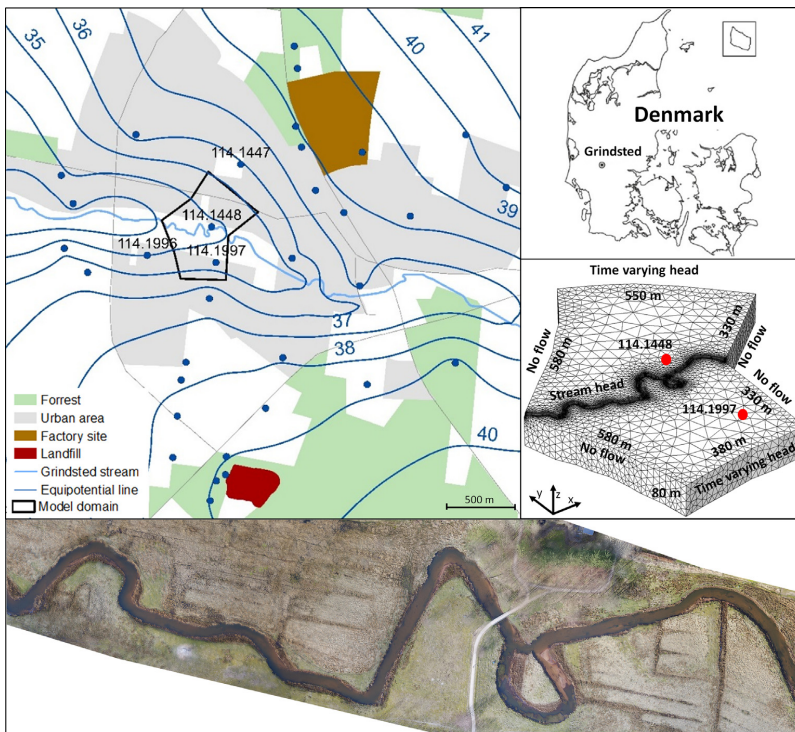 35
36
40
41
39
114.1447
114.1448
114.1996
114.1997
37
38
40
Forrest
Urban area
Factory site
Landfill
Grindsted stream
Equipotential line
Model domain
500 m
Denmark
Grindsted
Time varying head
550 m
330 m
No flow
580 m
No flow
114.1448
Stream head
No flow
330 m
114.1997
580 m
No flow
380 m
Time varying head
80 m
y
z
x